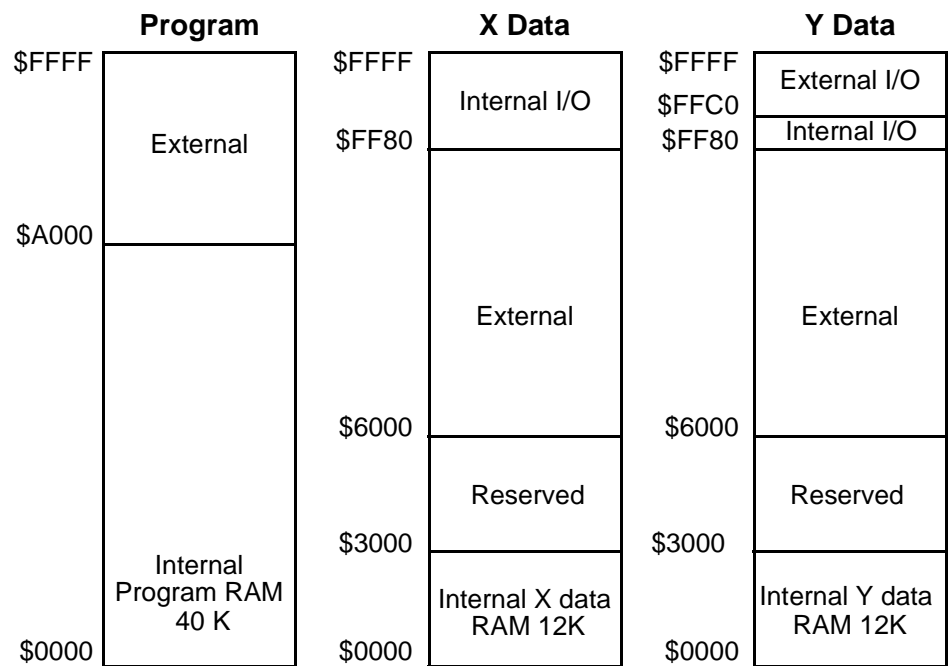 Program
$FFFF
External
$A000
Internal
Program RAM
40 K
$0000
X Data
$FFFF
Internal I/O
$FF80
External
$6000
Reserved
$3000
Internal X data
RAM 12K
$0000
Y Data
$FFFF
External I/O
$FFC0
Internal I/O
$FF80
External
$6000
Reserved
$3000
Internal Y data
RAM 12K
$0000